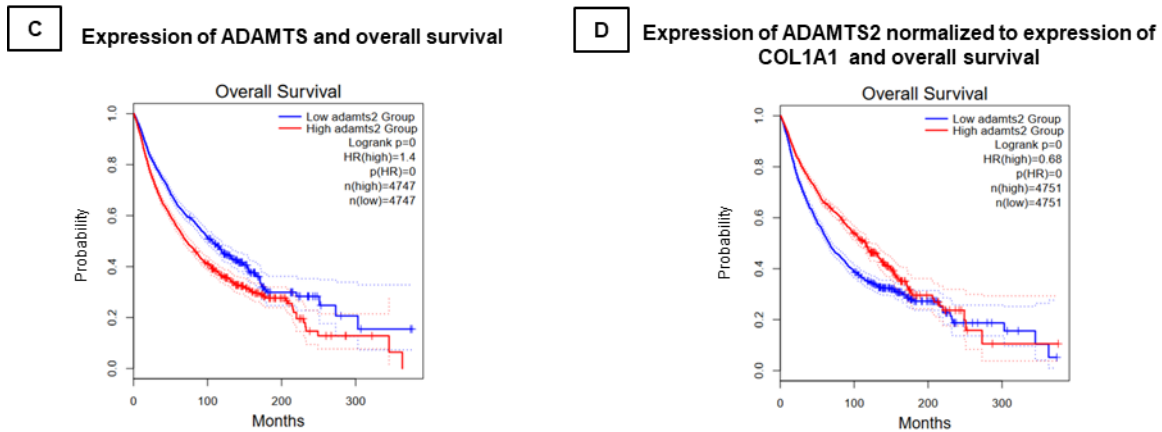 C
Expression of ADAMTS and overall survival
Overall Survival
Low adamts2 Group
High adamts2 Group
Logrank p=0
HR(high)=1.4
p(HR)=0
n(high)=4747
n(low)=4747
Probability
1.0
0.8
0.6
0.4
0.2
0.0
0
100
200
300
Months
D
Expression of ADAMTS2 normalized to expression of
COL1A1 and overall survival
Overall Survival
Low adamts2 Group
High adamts2 Group
Logrank p=0
HR(high)=0.68
p(HR)=0
n(high)=4751
n(low)=4751
Probability
1.0
0.8
0.6
0.4
0.2
0.0
0
100
200
300
Months